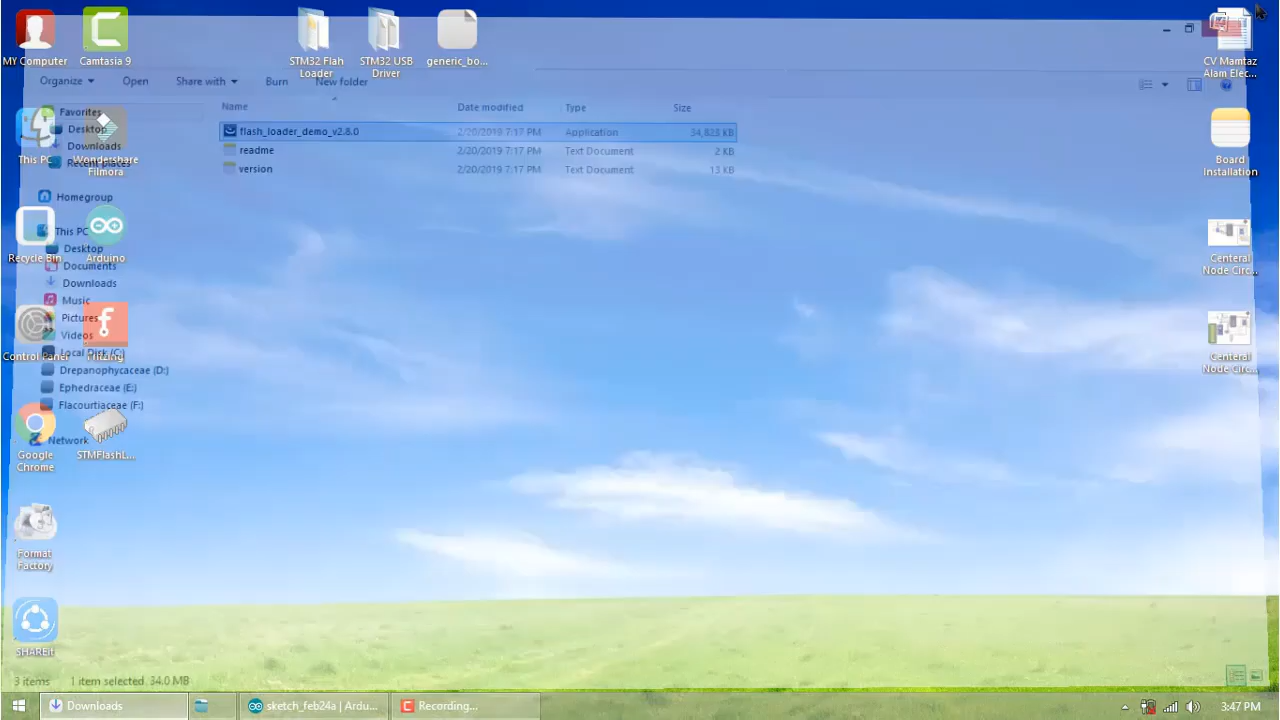 MY Computer
Camtasia 9
STM32 Flah
Loader
STM32 USB
Driver
generic_bo...
CV Mamtaz
Alam Elec...
Organize
Open
Share with
Burn
New folder
Name
Date modified
Type
Size
Favorites
flash_loader_demo_v2.8.0
2/20/2019 7:17 PM
Application
34,828 KB
Desktop
readme
2/20/2019 7:17 PM
Text Document
2 KB
Downloads
version
2/20/2019 7:17 PM
Text Document
13 KB
Recent places
This PC
Wondershare
Filmora
Board
Installation
Homegroup
This PC
Desktop
Recycle Bin
Arduino
Documents
Centeral
Node Circ...
Downloads
Music
Pictures
Videos
Local Disk (C:)
Control Panel
Fritzing
Centeral
Node Circ...
Drepanophycaceae (D:)
Ephedraceae (E:)
Flacourtiaceae (F:)
Network
Google
Chrome
STMFlashL...
Format
Factory
SHAREit
3 items
1 item selected 34.0 MB
Downloads
sketch_feb24a | Ardu...
Recording...
3:47 PM